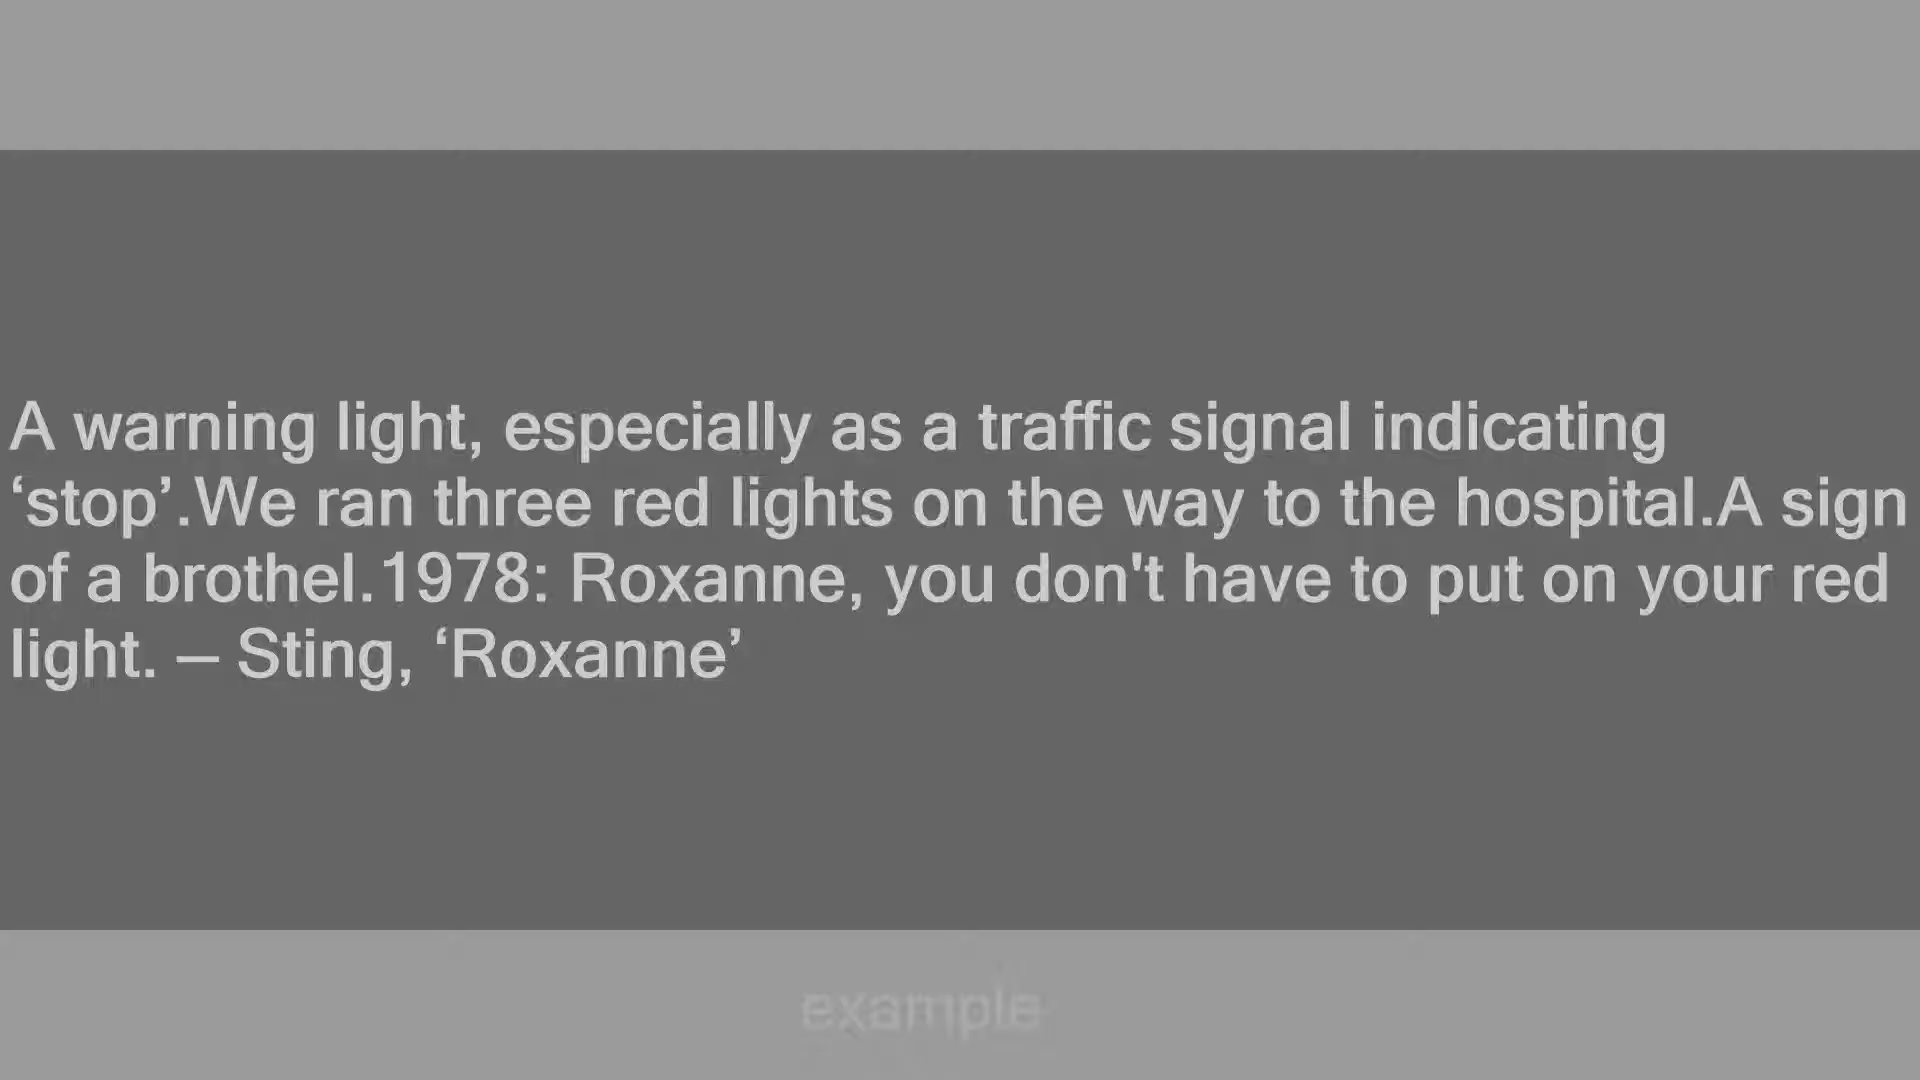 A warning light, especially as a traffic signal indicating
‘stop’.We ran three red lights on the way to the hospital.A sign
of a brothel.1978: Roxanne, you don't have to put on your red
light. — Sting, ‘Roxanne’
example